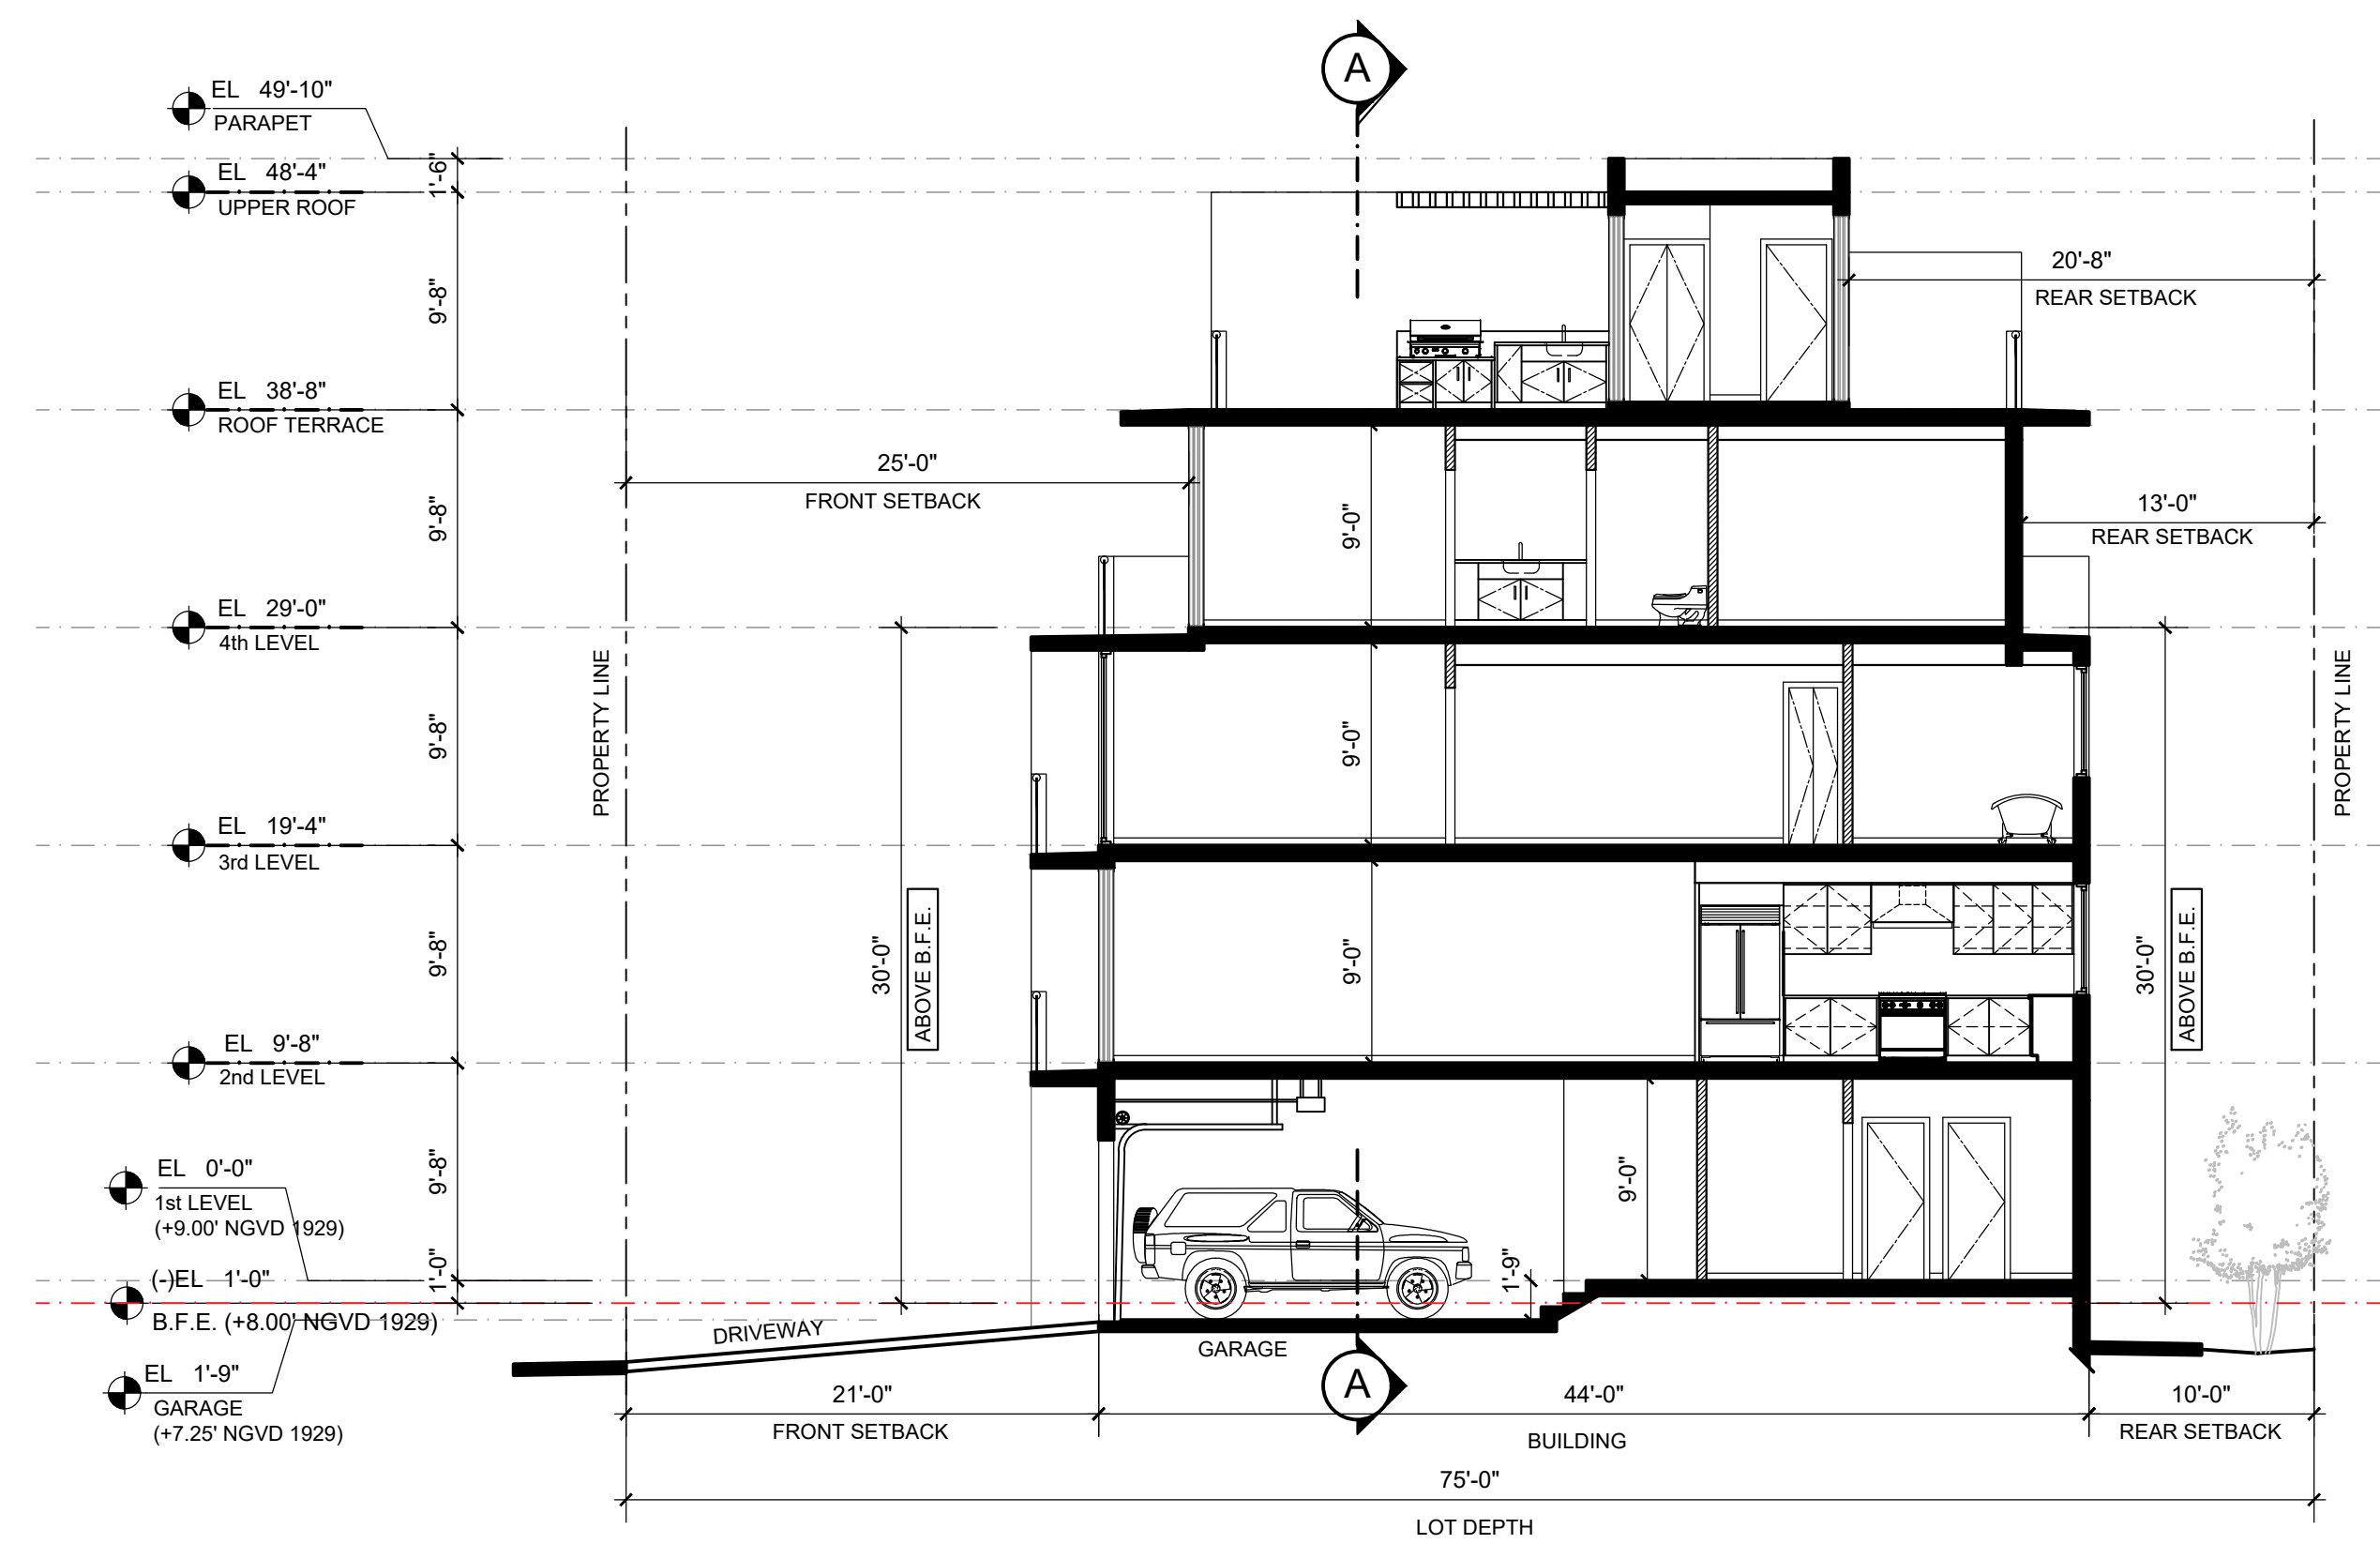 A
EL 49'-10"
PARAPET
1'-6"
EL 48'-4"
UPPER ROOF
20'-8"
REAR SETBACK
9'-8"
EL 38'-8"
ROOF TERRACE
25'-0"
FRONT SETBACK
9'-8"
9'-0"
13'-0"
REAR SETBACK
EL 29'-0"
4th LEVEL
PROPERTY LINE
PROPERTY LINE
9'-8"
9'-0"
EL 19'-4"
3rd LEVEL
9'-8"
30'-0"
ABOVE B.F.E.
9'-0"
30'-0"
ABOVE B.F.E.
EL 9'-8"
2nd LEVEL
9'-8"
9'-0"
EL 0'-0"
1st LEVEL
(+9.00' NGVD 1929)
1'-0"
1'-9"
(-)EL 1'-0"
B.F.E. (+8.00' NGVD 1929)
DRIVEWAY
GARAGE
EL 1'-9"
GARAGE
(+7.25' NGVD 1929)
A
21'-0"
FRONT SETBACK
44'-0"
BUILDING
10'-0"
REAR SETBACK
75'-0"
LOT DEPTH